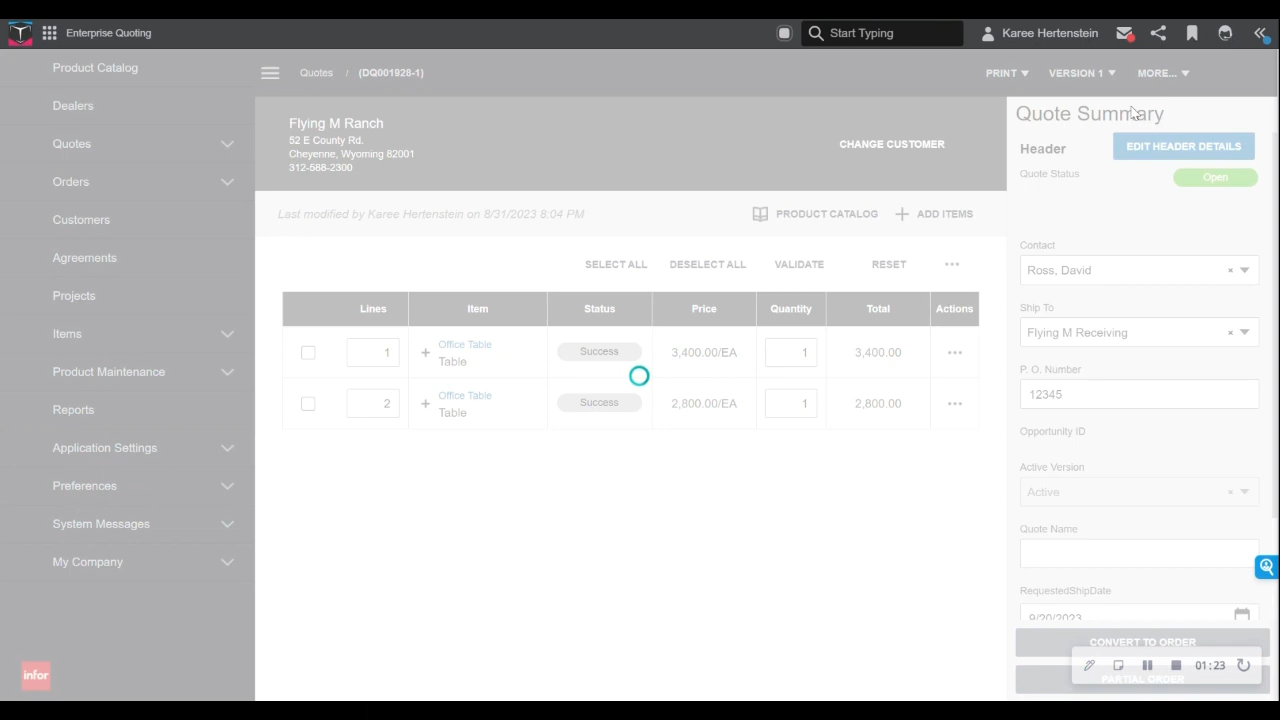 Enterprise Quoting
Start Typing
Karee Hertenstein
Product Catalog
Dealers
Quotes
Orders
Customers
Agreements
Projects
Items
Product Maintenance
Reports
Application Settings
Preferences
System Messages
My Company
infor
Quotes / (DQ001928-1)
PRINT VERSION 1 MORE...
Flying M Ranch
52 E County Rd.
Cheyenne, Wyoming 82001
312-588-2300
CHANGE CUSTOMER
Last modified by Karee Hertenstein on 8/31/2023 8:04 PM
PRODUCT CATALOG
ADD ITEMS
SELECT ALL DESELECT ALL VALIDATE RESET ...
Lines Item Status Price Quantity Total Actions
1 + Office Table Success 3,400.00/EA 1 3,400.00 ...
Table
2 + Office Table Success 2,800.00/EA 1 2,800.00 ...
Table
Quote Summary
Header EDIT HEADER DETAILS
Quote Status Open
Contact
Ross, David
Ship To
Flying M Receiving
P. O. Number
12345
Opportunity ID
Active Version
Active
Quote Name
RequestedShipDate
9/20/2023
CONVERT TO ORDER
01:23
PARTIAL ORDER